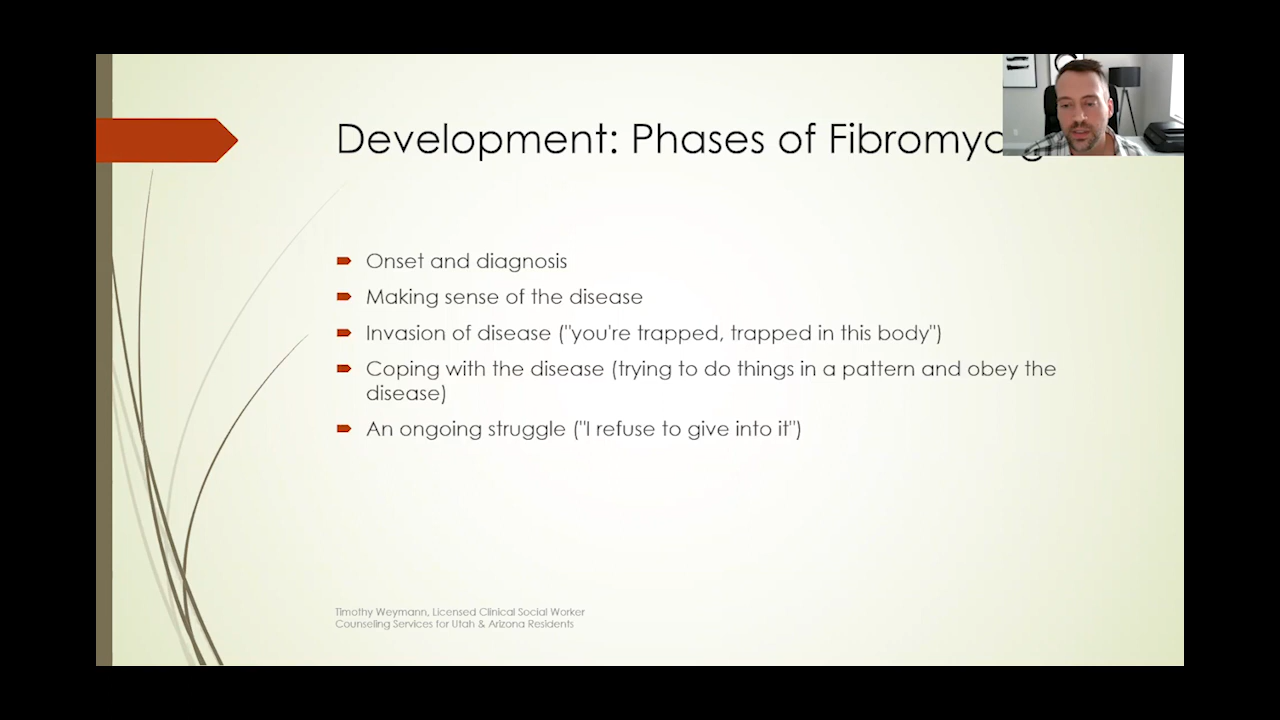 Development: Phases of
Onset and diagnosis
Making sense of the disease
Invasion of disease ("you're trapped, trapped in this body")
Coping with the disease (trying to do things in a pattern and obey the
disease)
An ongoing struggle ("I refuse to give into it")
Timothy Weymann, Licensed Clinical Social Worker
Counseling Services for Utah & Arizona Residents